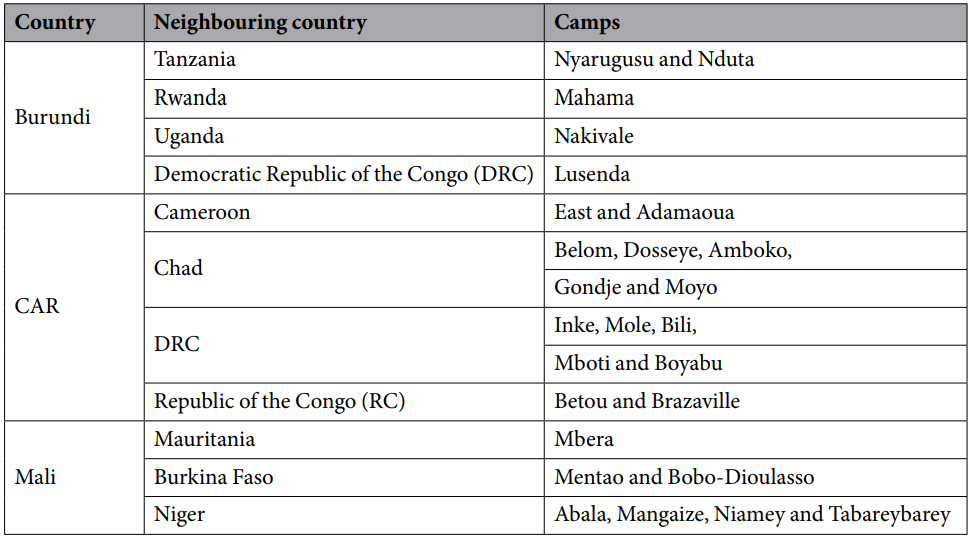 Country Neighbouring country Camps
Burundi
Tanzania Nyarugusu and Nduta
Rwanda Mahama
Uganda Nakivale
Democratic Republic of the Congo (DRC) Lusenda
CAR
Cameroon East and Adamaoua
Chad
Belom, Dosseye, Amboko,
Gondje and Moyo
DRC
Inke, Mole, Bili,
Mboti and Boyabu
Republic of the Congo (RC) Betou and Brazaville
Mali
Mauritania Mbera
Burkina Faso Mentao and Bobo-Dioulasso
Niger Abala, Mangaize, Niamey and Tabareybarey